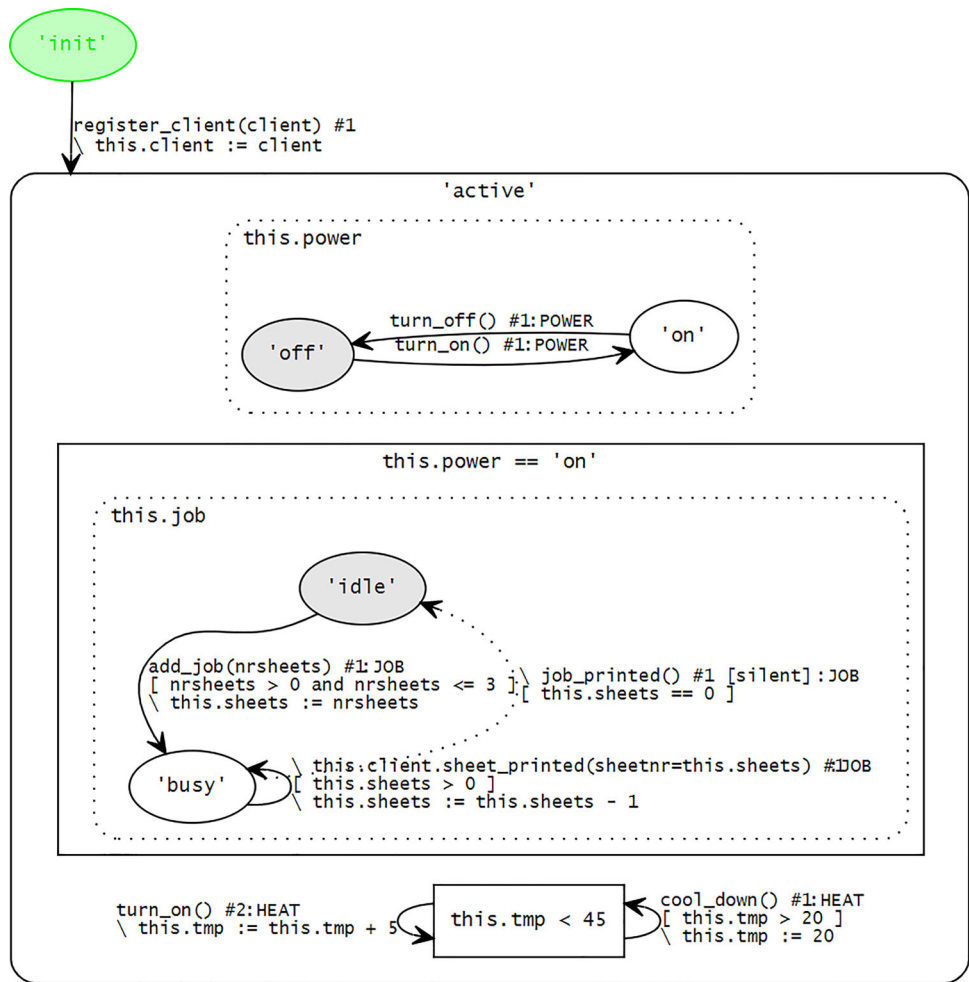 'init'
register_client(client) #1
\ this.client := client
'active'
this.power
turn_off() #1:POWER
'on'
'off'
turn_on() #1:POWER
this.power == 'on'
this.job
'idle'
add_job(nrsheets) #1:JOB
[ nrsheets > 0 and nrsheets <= 3 ]
\ this.sheets := nrsheets
\ job_printed() #1 [silent]:JOB
[ this.sheets == 0 ]
'busy'
\ this.client.sheet_printed(sheetnr=this.sheets) #1JOB
[ this.sheets > 0 ]
\ this.sheets := this.sheets - 1
turn_on() #2:HEAT
\ this.tmp := this.tmp + 5
this.tmp < 45
cool_down() #1:HEAT
[ this.tmp > 20 ]
\ this.tmp := 20